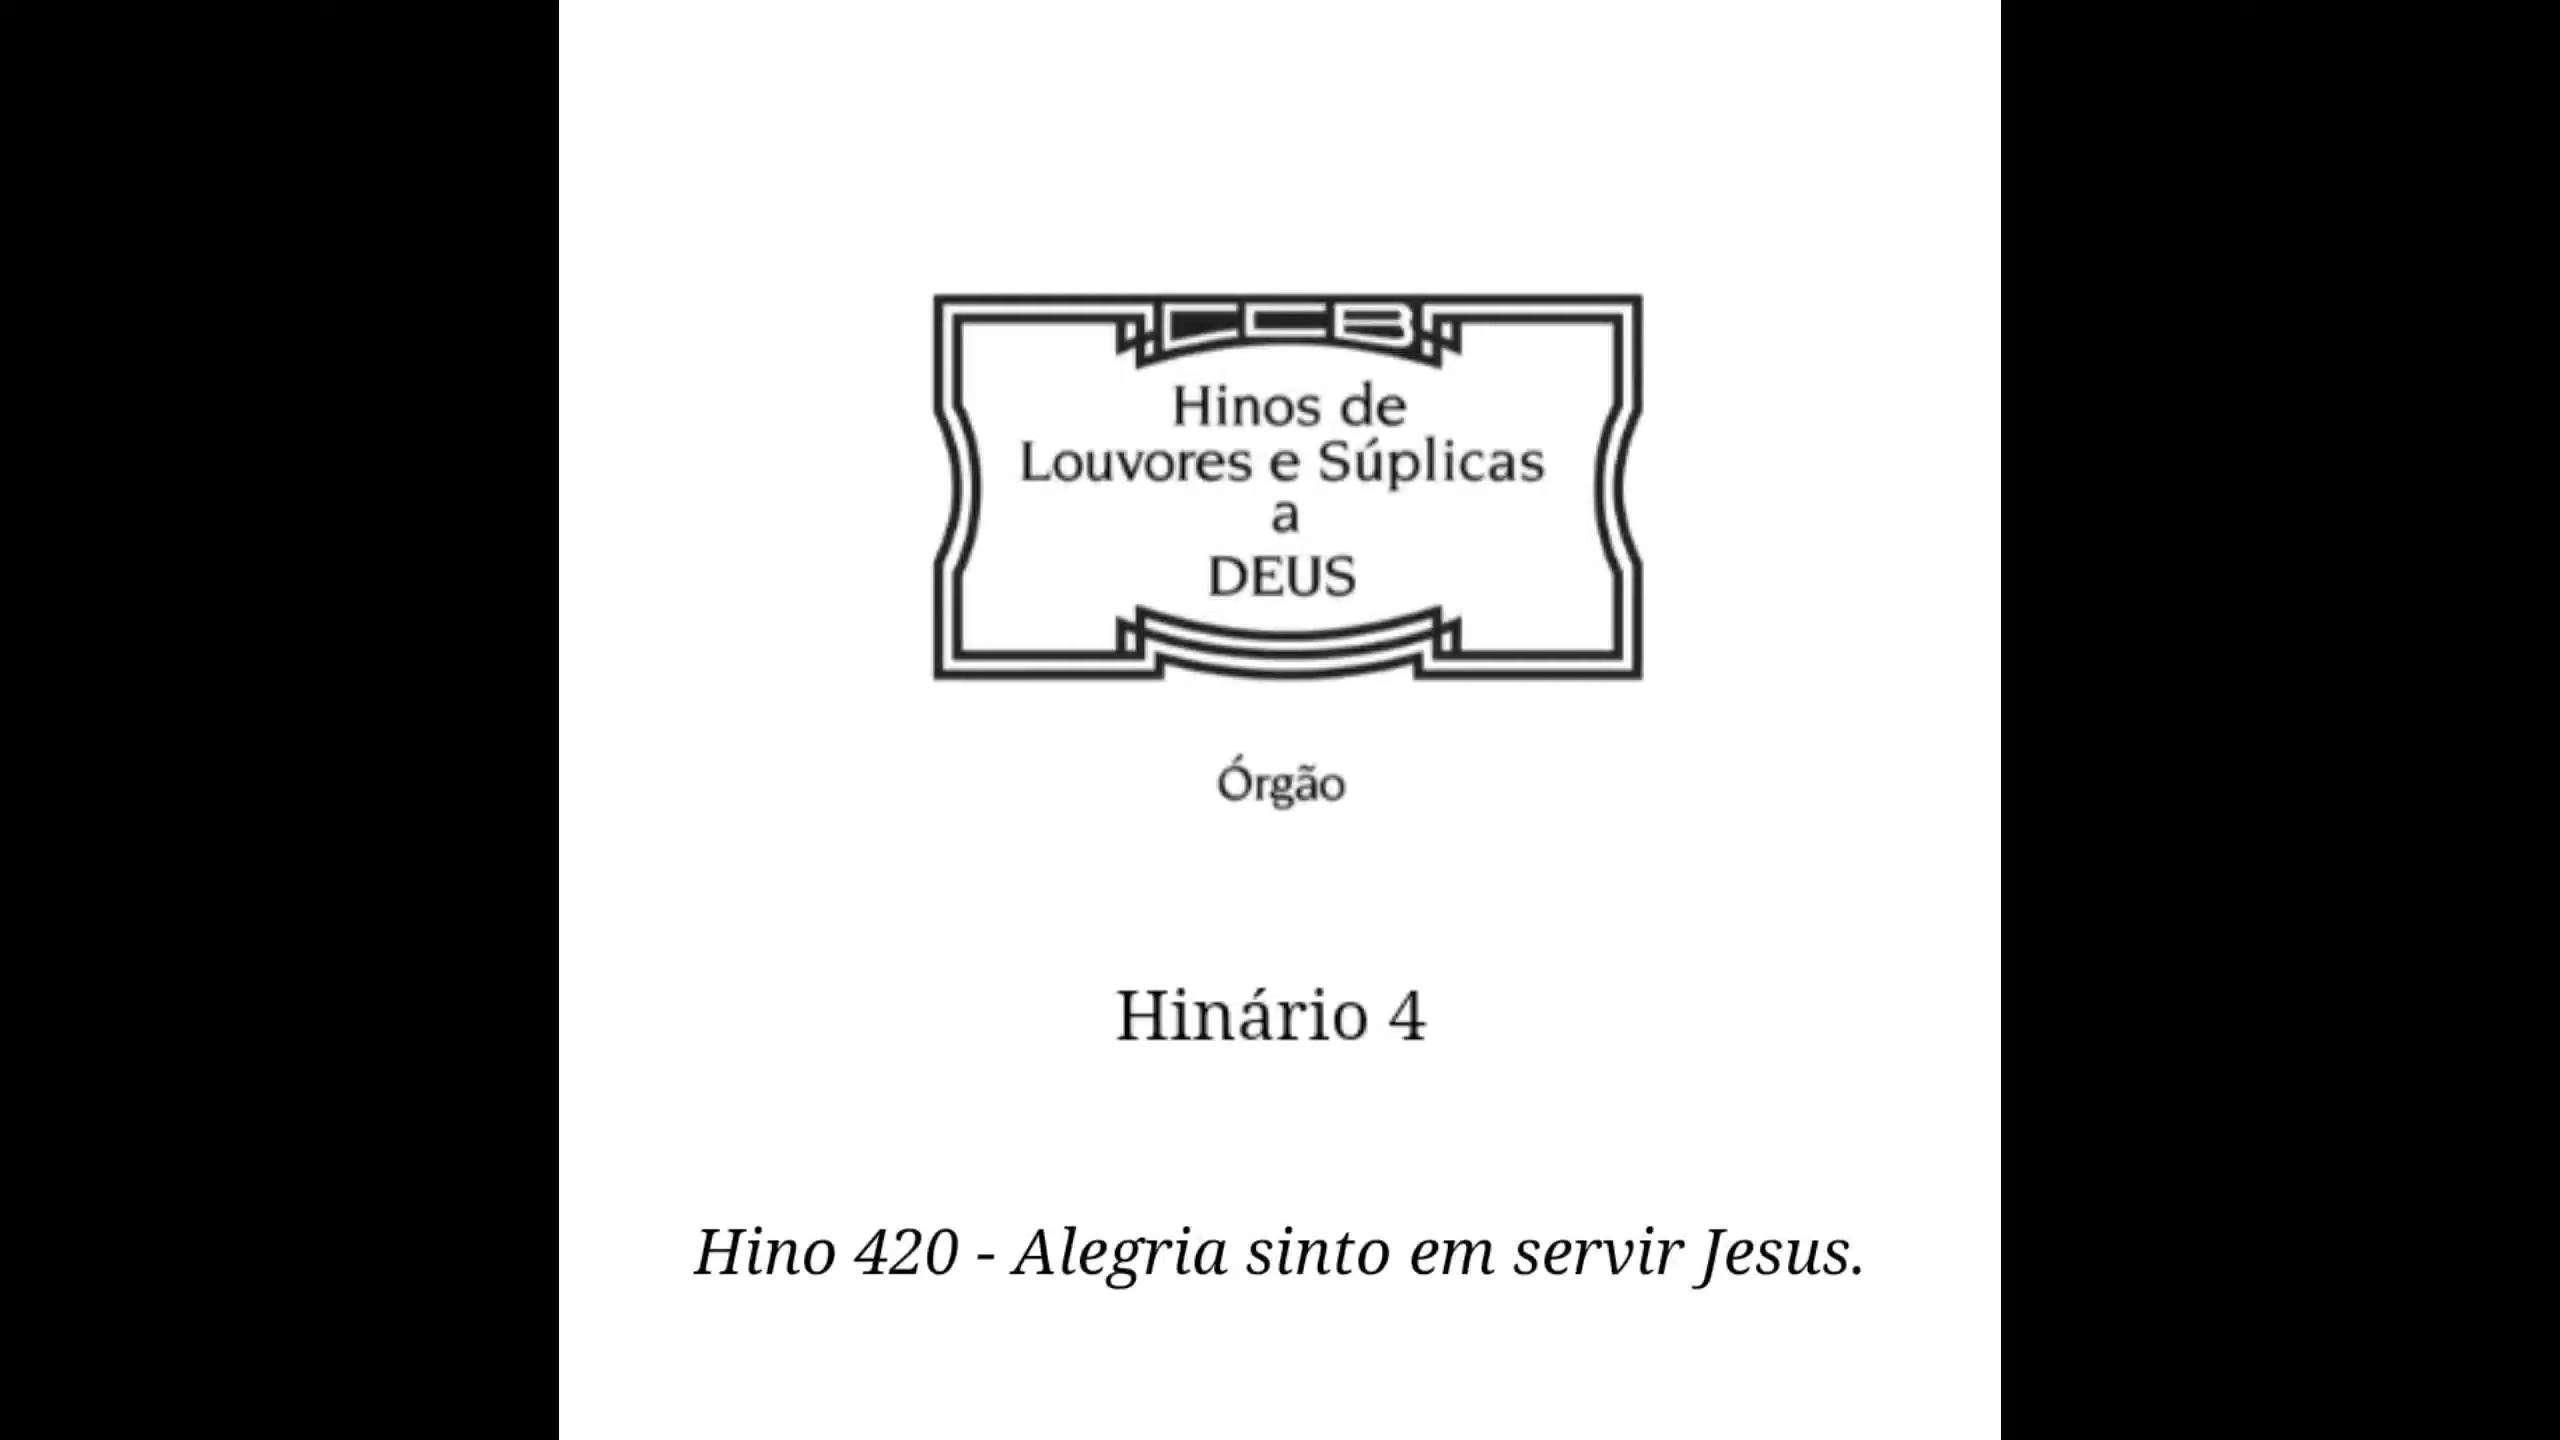 CCB
Hinos de
Louvores e Súplicas
a
DEUS
Órgão
Hinário 4
Hino 420 - Alegria sinto em servir Jesus.